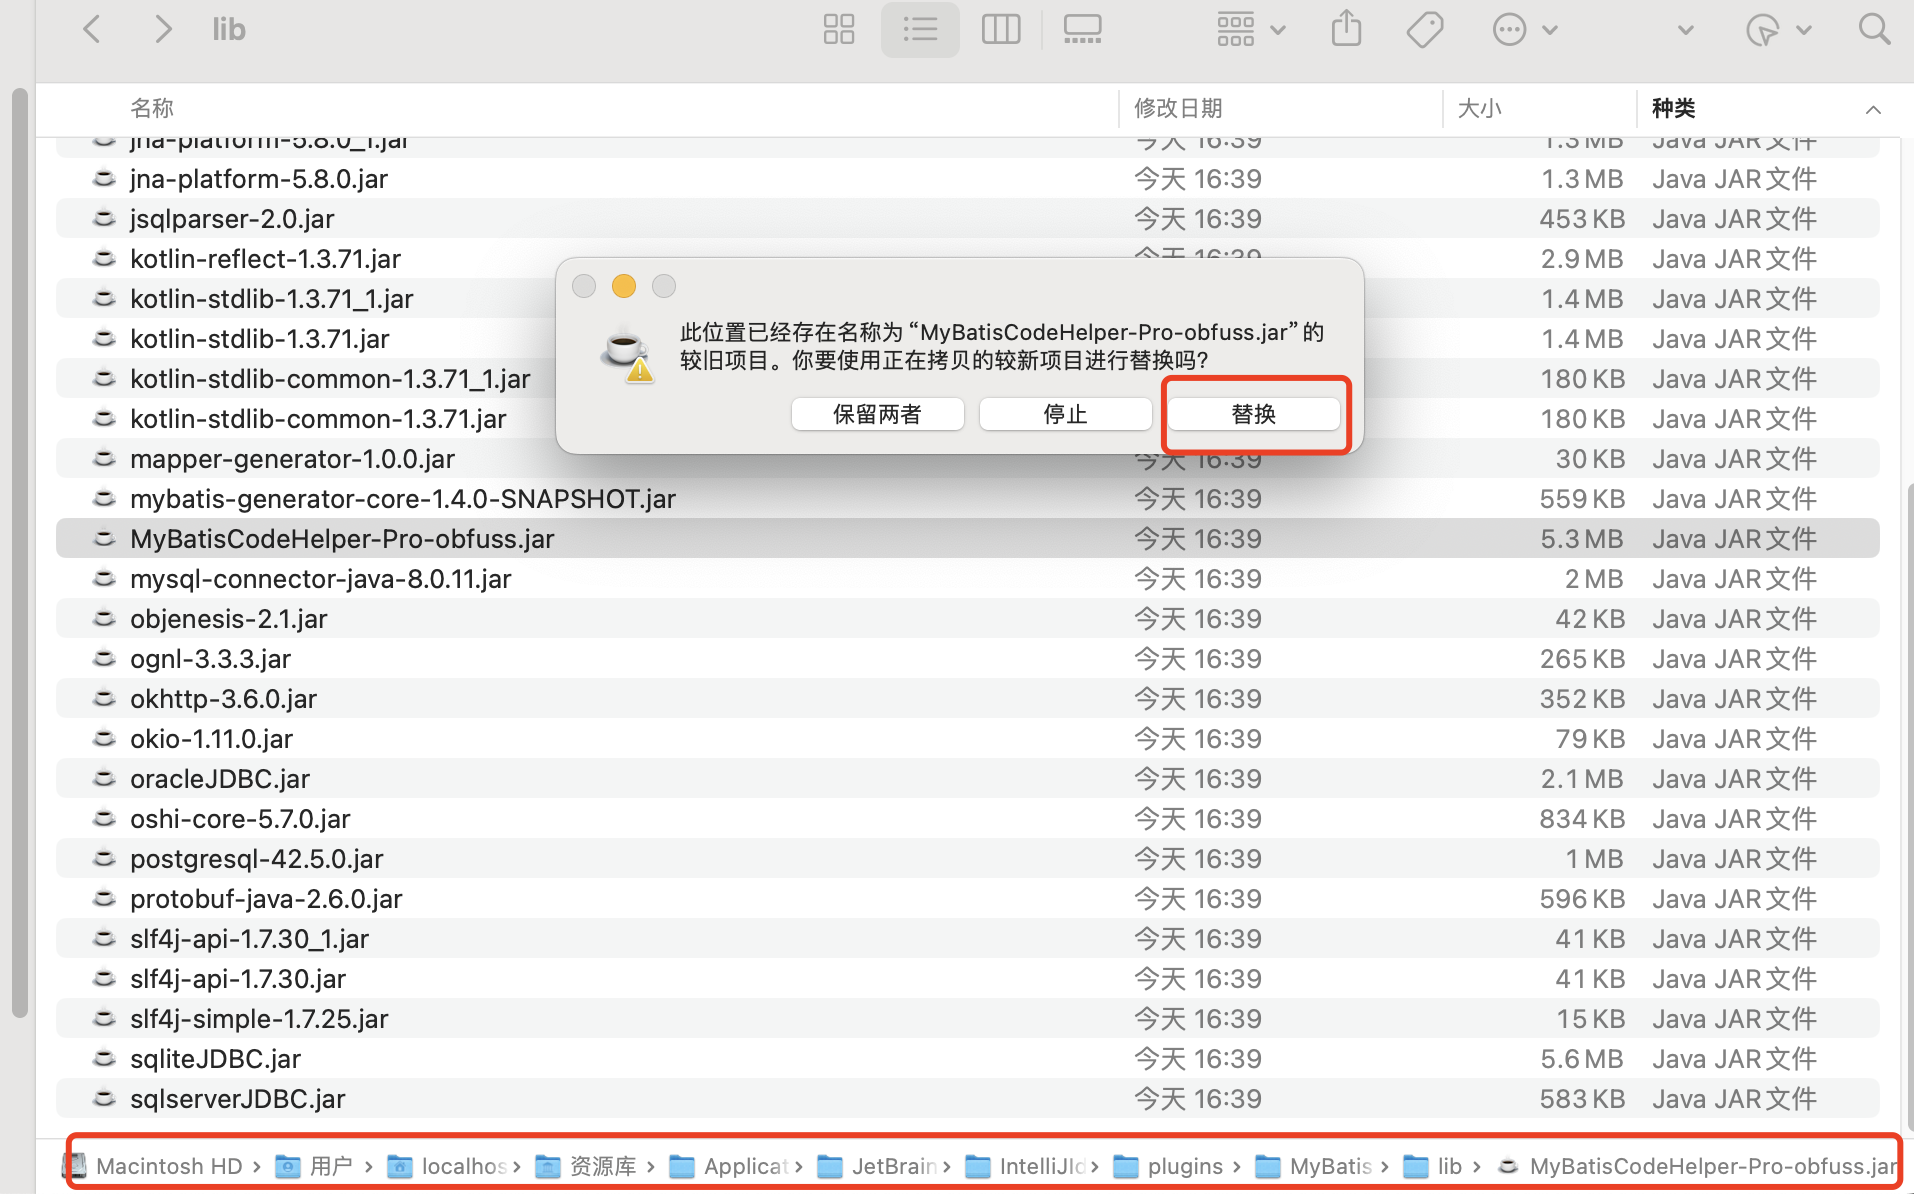 lib
名称 修改日期 大小 种类
jna-platform-5.8.0_1.jar 今天 16:39 1.3 MB Java JAR文件
jna-platform-5.8.0.jar 今天 16:39 1.3 MB Java JAR文件
jsqlparser-2.0.jar 今天 16:39 453 KB Java JAR文件
kotlin-reflect-1.3.71.jar 今天 16:39 2.9 MB Java JAR文件
kotlin-stdlib-1.3.71_1.jar 1.4 MB Java JAR文件
kotlin-stdlib-1.3.71.jar 1.4 MB Java JAR文件
kotlin-stdlib-common-1.3.71_1.jar 180 KB Java JAR文件
kotlin-stdlib-common-1.3.71.jar 180 KB Java JAR文件
此位置已经存在名称为“MyBatisCodeHelper-Pro-obfuss.jar”的
较旧项目。你要使用正在拷贝的较新项目进行替换吗?
保留两者 停止 替换
mapper-generator-1.0.0.jar 今天 16:39 30 KB Java JAR文件
mybatis-generator-core-1.4.0-SNAPSHOT.jar 今天 16:39 559 KB Java JAR文件
MyBatisCodeHelper-Pro-obfuss.jar 今天 16:39 5.3 MB Java JAR文件
mysql-connector-java-8.0.11.jar 今天 16:39 2 MB Java JAR文件
objenesis-2.1.jar 今天 16:39 42 KB Java JAR文件
ognl-3.3.3.jar 今天 16:39 265 KB Java JAR文件
okhttp-3.6.0.jar 今天 16:39 352 KB Java JAR文件
okio-1.11.0.jar 今天 16:39 79 KB Java JAR文件
oracleJDBC.jar 今天 16:39 2.1 MB Java JAR文件
oshi-core-5.7.0.jar 今天 16:39 834 KB Java JAR文件
postgresql-42.5.0.jar 今天 16:39 1 MB Java JAR文件
protobuf-java-2.6.0.jar 今天 16:39 596 KB Java JAR文件
slf4j-api-1.7.30_1.jar 今天 16:39 41 KB Java JAR文件
slf4j-api-1.7.30.jar 今天 16:39 41 KB Java JAR文件
slf4j-simple-1.7.25.jar 今天 16:39 15 KB Java JAR文件
sqliteJDBC.jar 今天 16:39 5.6 MB Java JAR文件
sqlserverJDBC.jar 今天 16:39 583 KB Java JAR文件
Macintosh HD › 用户 › localhos › 资源库 › Applicat › JetBrain › IntelliJId › plugins › MyBatis › lib › MyBatisCodeHelper-Pro-obfuss.jar